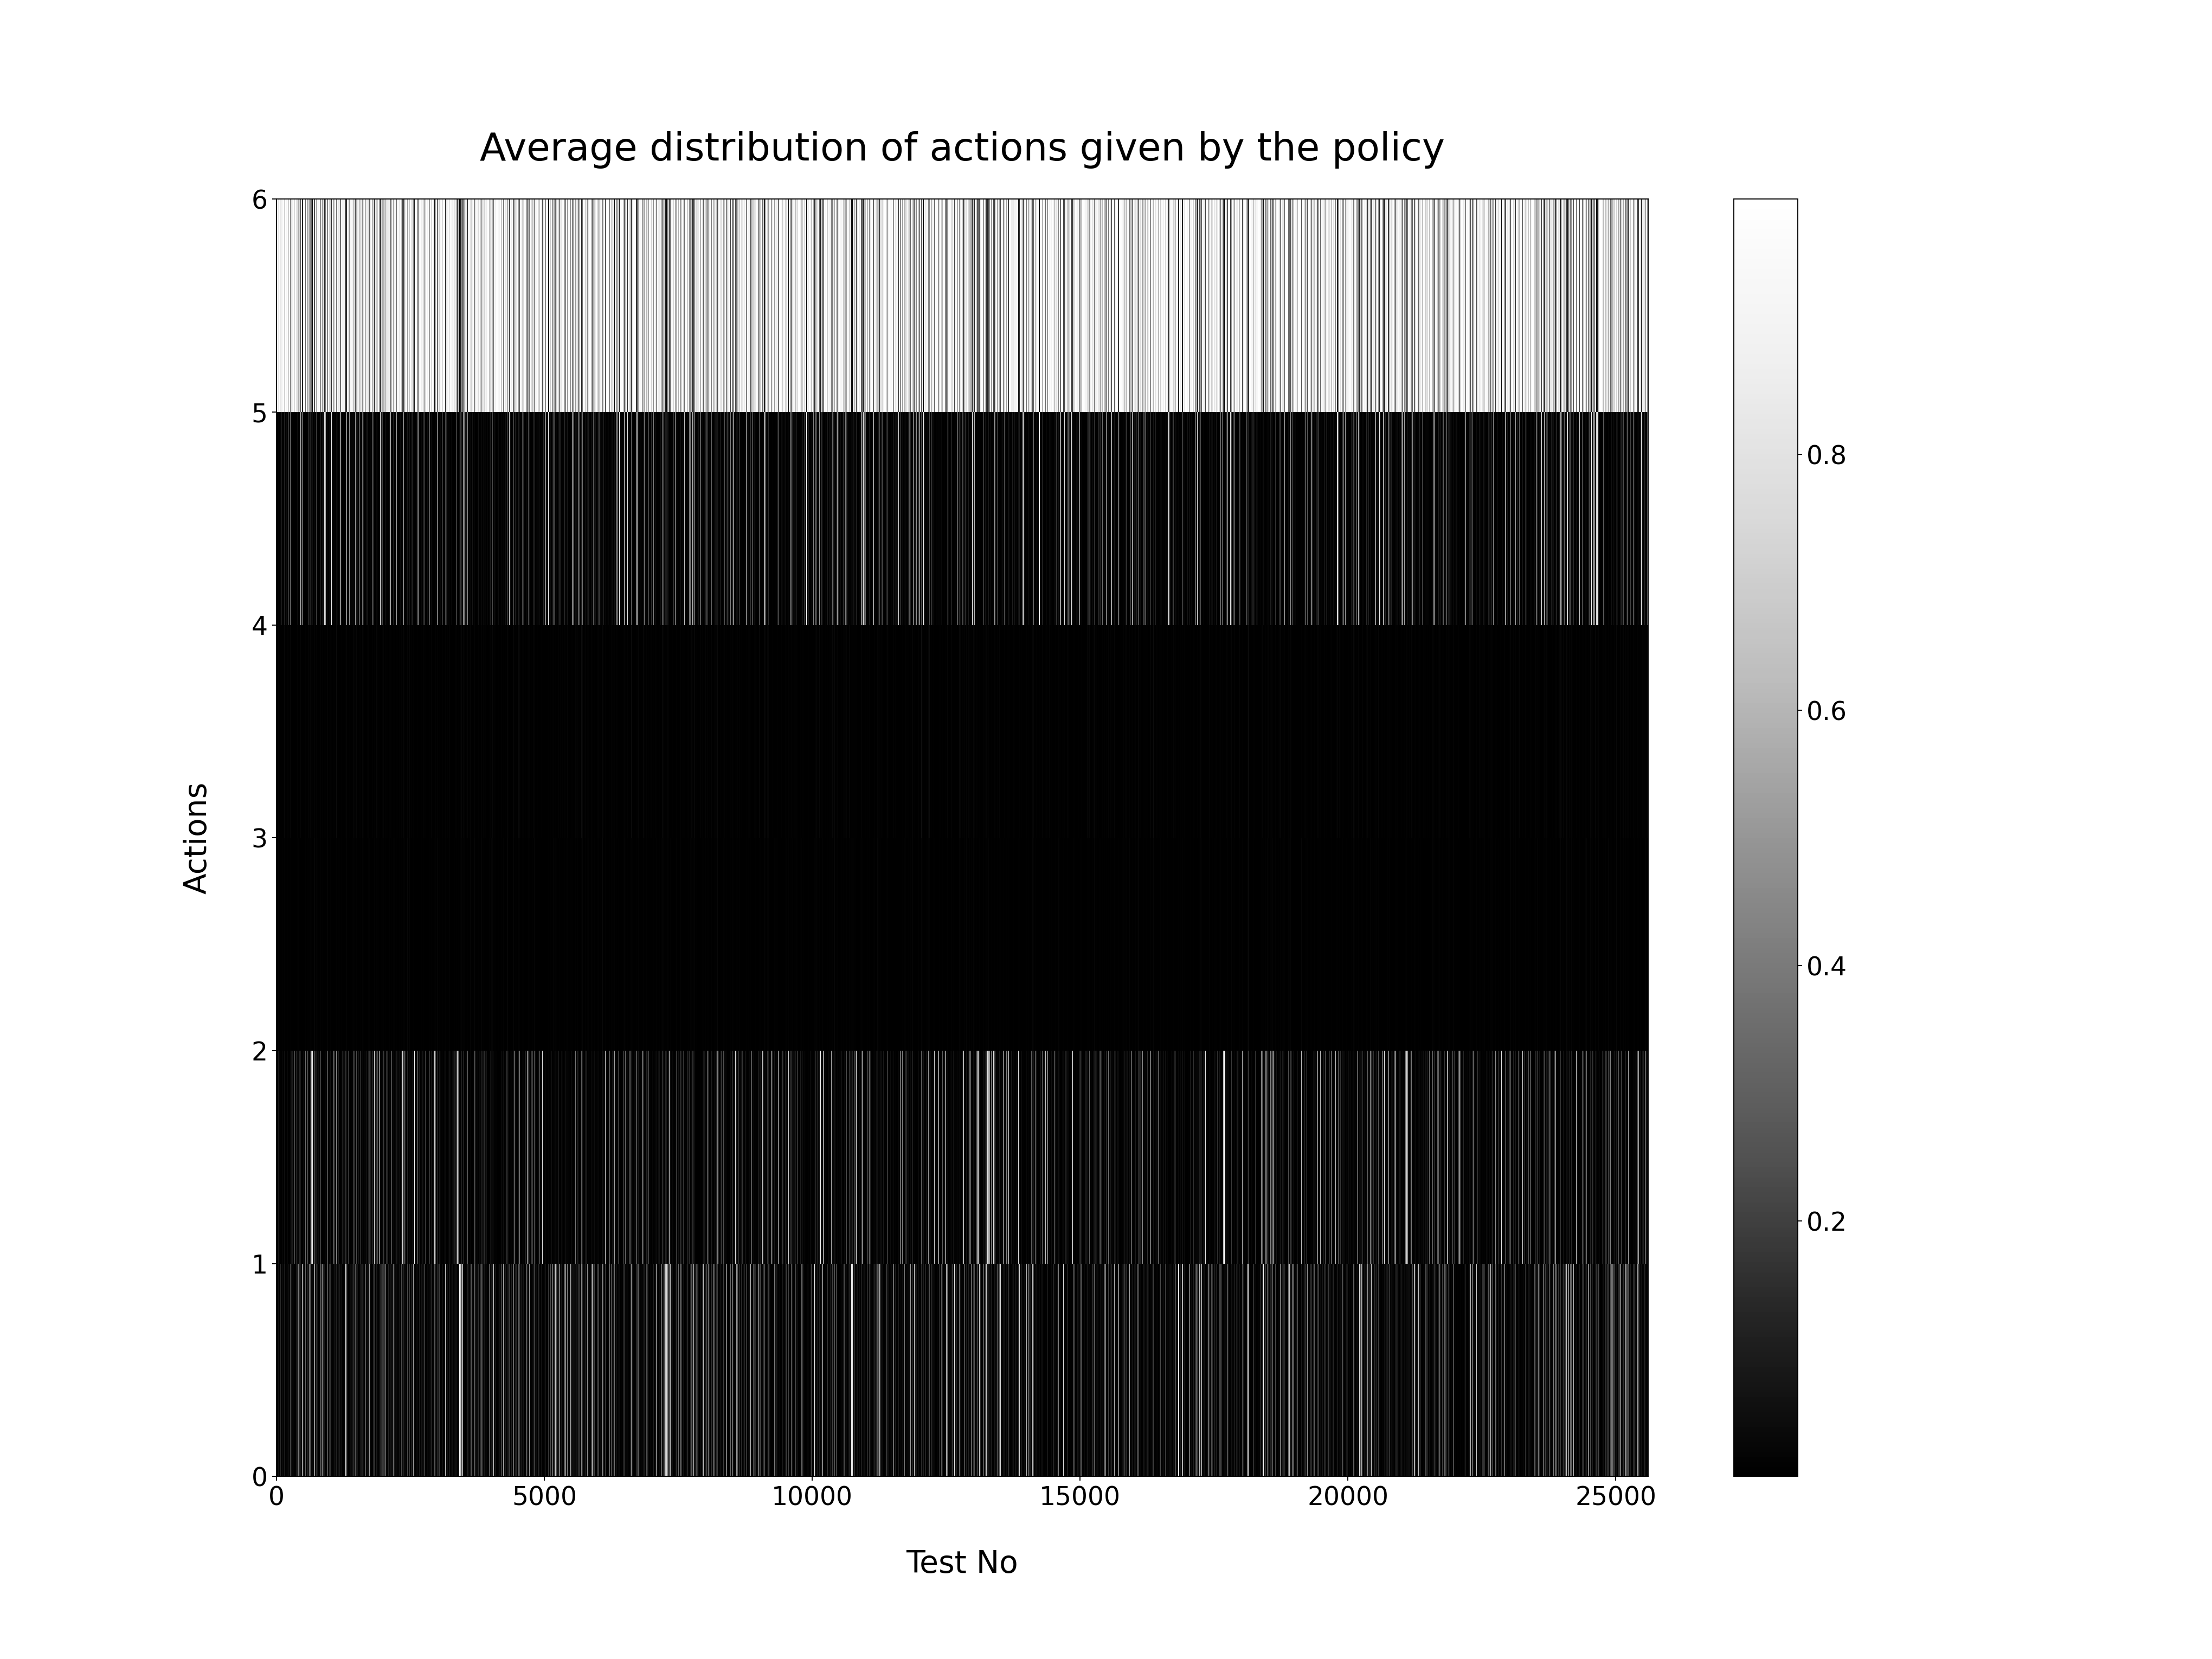 Average distribution of actions given by the policy
6
5
4
3
2
1
0
Actions
0 5000 10000 15000 20000 25000
Test No
0.8
0.6
0.4
0.2